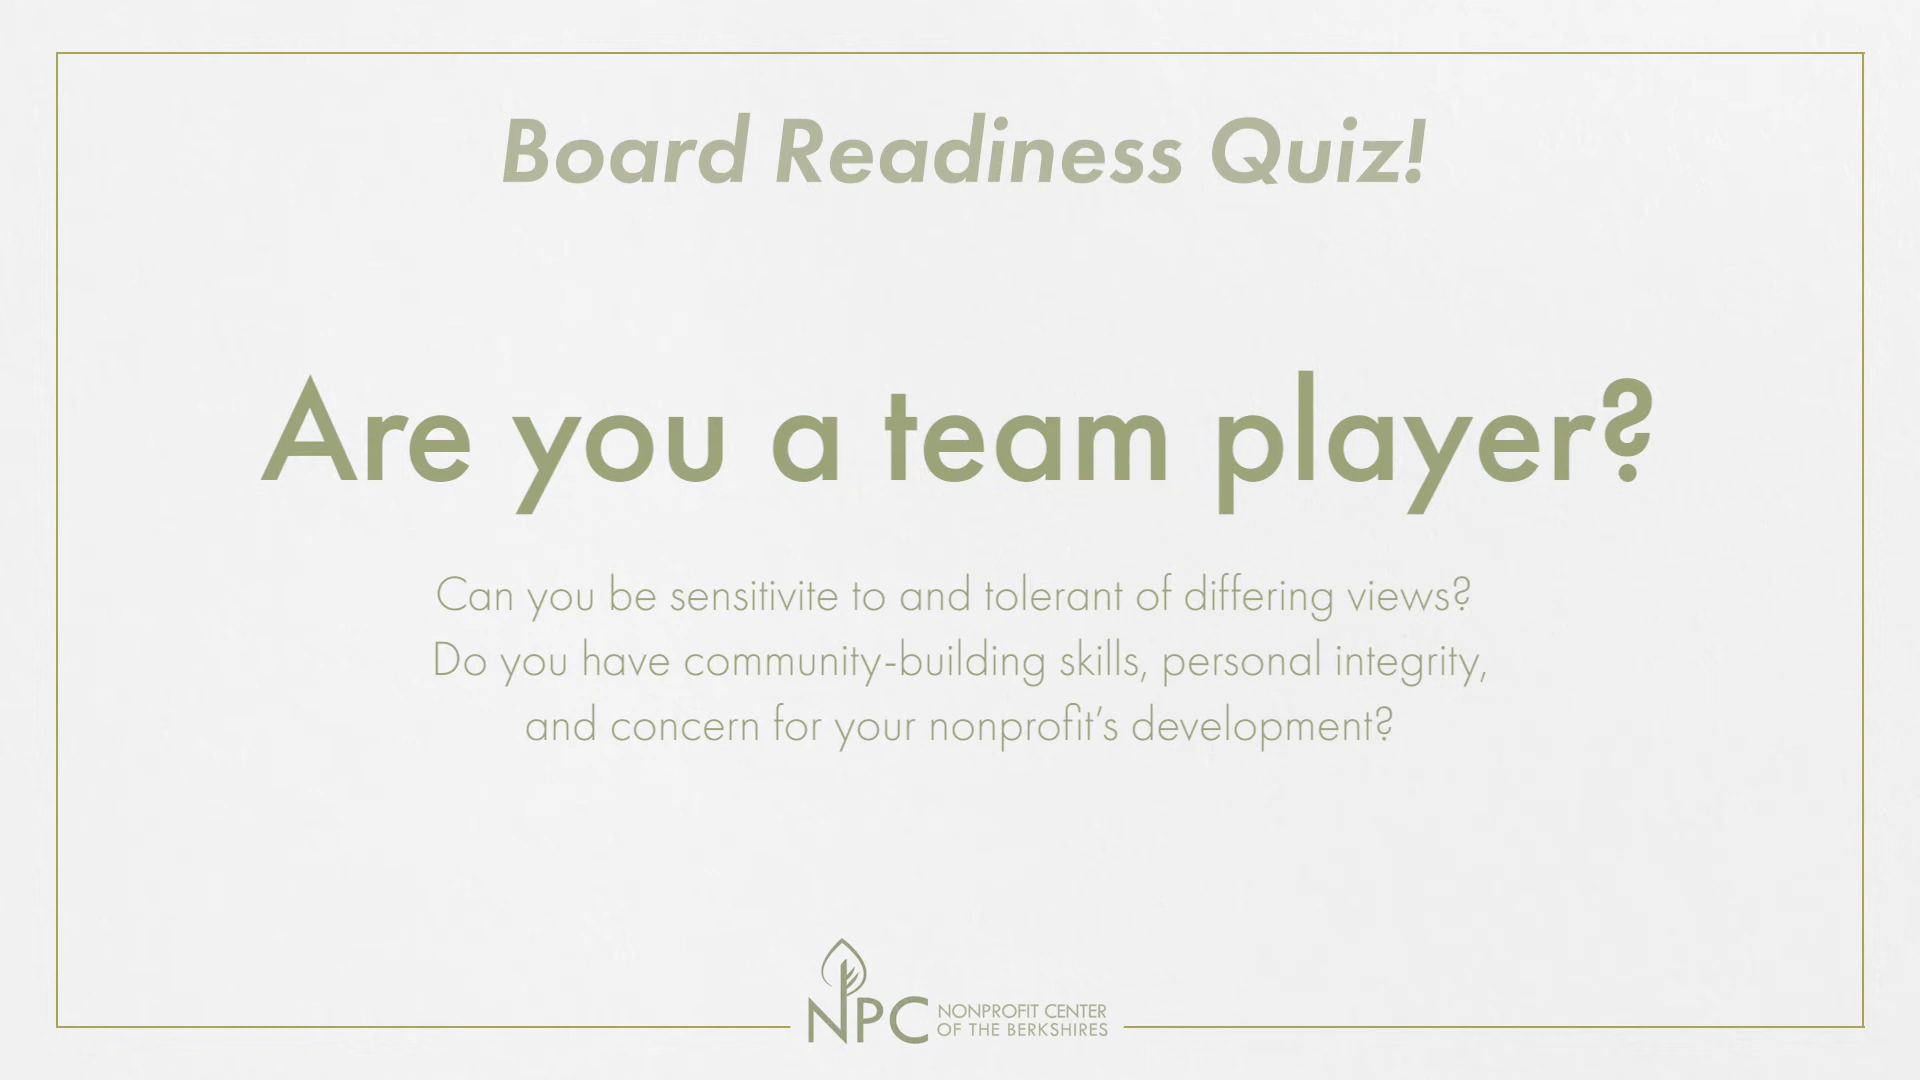 Board Readiness Quiz!
Are you a team player?
Can you be sensitivite to and tolerant of differing views?
Do you have community-building skills, personal integrity,
and concern for your nonprofit’s development?
NPC
NONPROFIT CENTER
OF THE BERKSHIRES